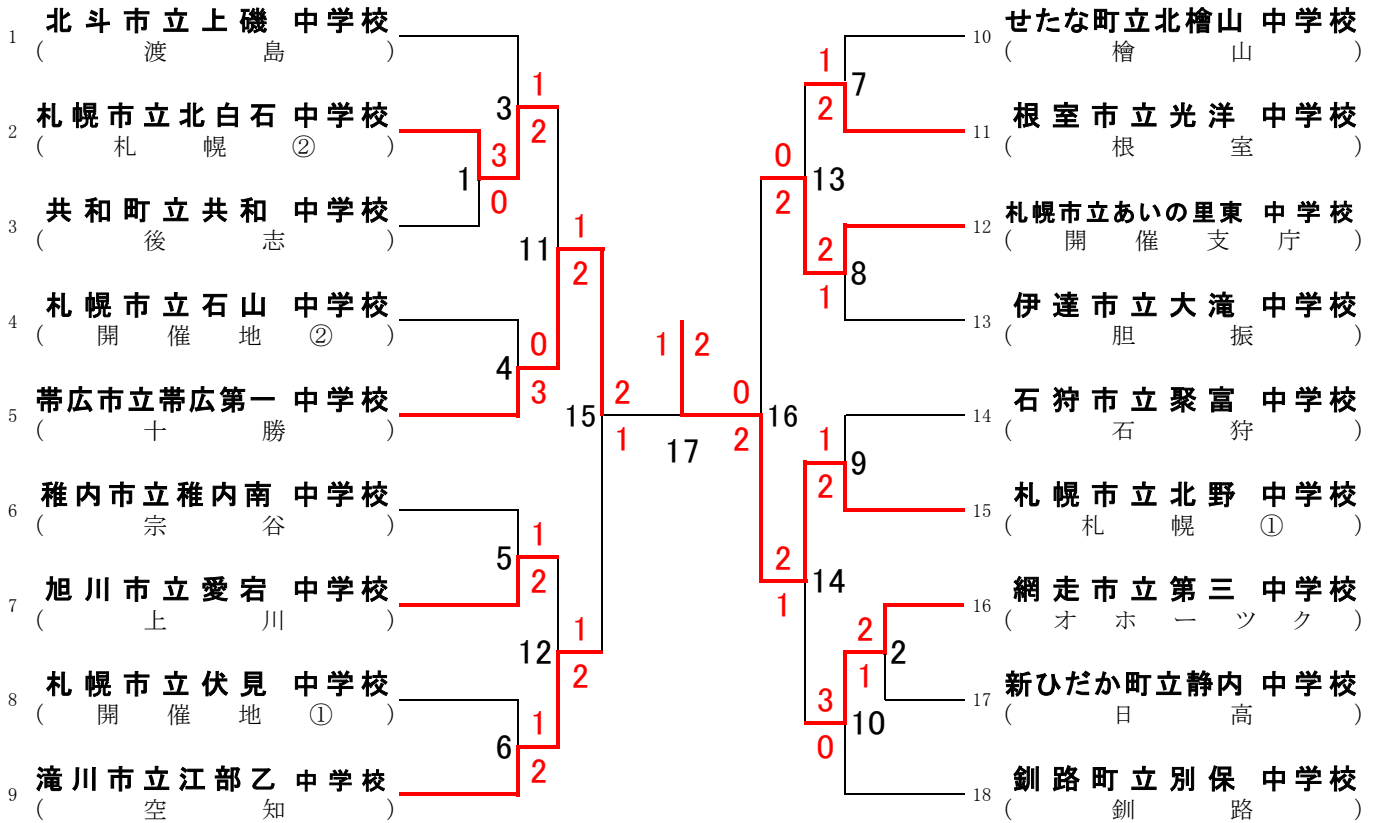 1 北斗市立上磯 中学校
( 渡 島 )
2 札幌市立北白石 中学校
( 札 幌 ② )
3 共和町立共和 中学校
( 後 志 )
4 札幌市立石山 中学校
( 開 催 地 ② )
5 帯広市立帯広第一 中学校
( 十 勝 )
6 稚内市立稚内南 中学校
( 宗 谷 )
7 旭川市立愛宕 中学校
( 上 川 )
8 札幌市立伏見 中学校
( 開 催 地 ① )
9 滝川市立江部乙 中学校
( 空 知 )
3
1
2
1
3
0
11
1
2
4
0
3
15
2
1
5
1
2
12
1
2
6
1
2
1 2
17
0
2
16
0
2
13
1
2
7
2
1
8
1
2
9
2
1
14
2
1
2
3
0
10
10 せたな町立北檜山 中学校
( 檜 山 )
11 根室市立光洋 中学校
( 根 室 )
12 札幌市立あいの里東 中学校
( 開 催 支 庁 )
13 伊達市立大滝 中学校
( 胆 振 )
14 石狩市立聚富 中学校
( 石 狩 )
15 札幌市立北野 中学校
( 札 幌 ① )
16 網走市立第三 中学校
( オ ホ ー ツ ク )
17 新ひだか町立静内 中学校
( 日 高 )
18 釧路町立別保 中学校
( 釧 路 )